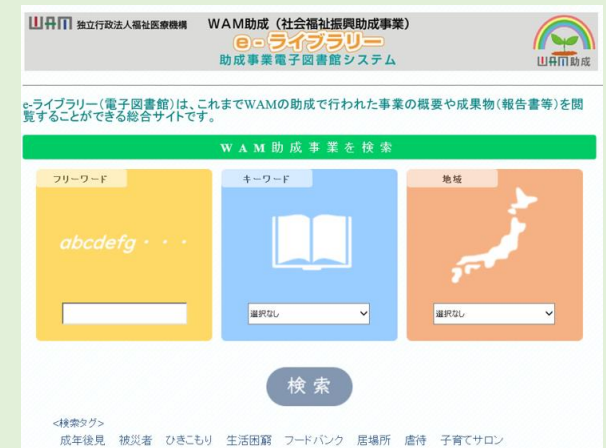 WAM 独立行政法人福祉医療機構 WAM助成（社会福祉振興助成事業）
e-ライブラリー
助成事業電子図書館システム
WAM助成
e-ライブラリー（電子図書館）は、これまでWAMの助成で行われた事業の概要や成果物（報告書等）を閲
覧することができる総合サイトです。
WAM助成事業を検索
フリーワード キーワード 地域
abcdefg・・・
選択なし 選択なし
検索
<検索タグ>
成年後見 被災者 ひきこもり 生活困窮 フードバンク 居場所 虐待 子育てサロン